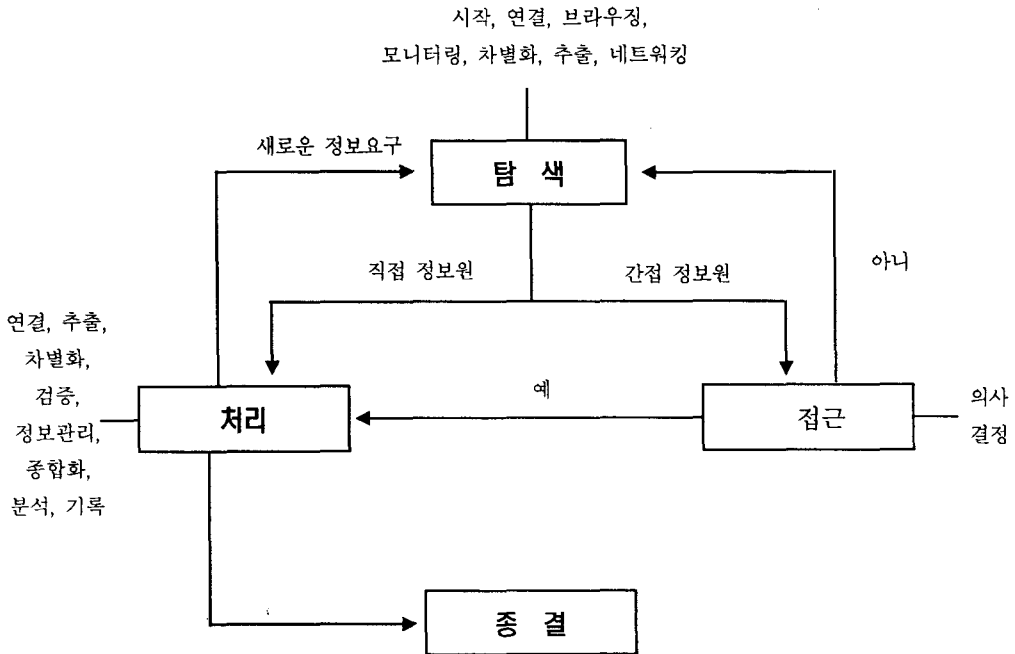 시작, 연결, 브라우징,
모니터링, 차별화, 추출, 네트워킹
새로운 정보요구
탐 색
직접 정보원
간접 정보원
아니
연결, 추출,
차별화,
검증,
정보관리,
종합화,
분석, 기록
처리
예
접근
의사
결정
종 결